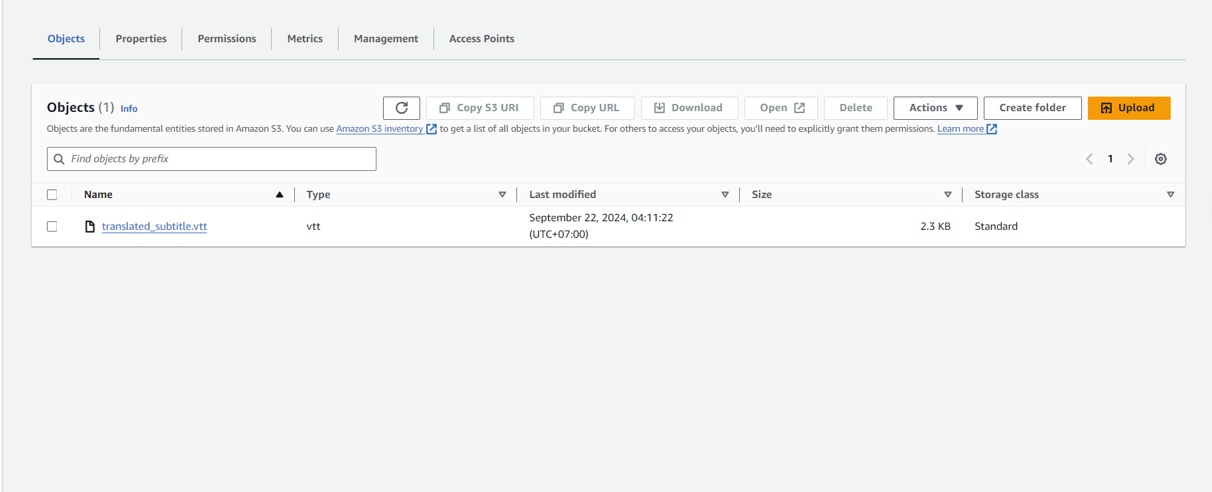 Objects Properties Permissions Metrics Management Access Points
Objects (1) Info Copy S3 URI Copy URL Download Open Delete Actions Create folder Upload
Objects are the fundamental entities stored in Amazon S3. You can use Amazon S3 inventory to get a list of all objects in your bucket. For others to access your objects, you'll need to explicitly grant them permissions. Learn more
Find objects by prefix 1
Name Type Last modified Size Storage class
translated_subtitle.vtt vtt September 22, 2024, 04:11:22 2.3 KB Standard
(UTC+07:00)